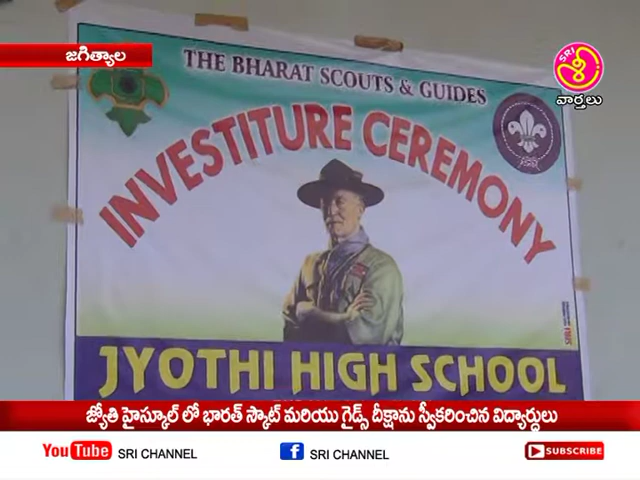 జగిత్యాల
SRI
శ్రీ
వార్తలు
THE BHARAT SCOUTS & GUIDES
INVESTITURE CEREMONY
JYOTHI HIGH SCHOOL
జ్యోతి హైస్కూల్ లో భారత్ స్కౌట్ మరియు గైడ్స్ దీక్షాను స్వీకరించిన విద్యార్థులు
YouTube SRI CHANNEL f SRI CHANNEL SUBSCRIBE